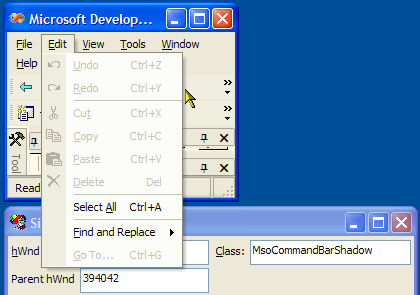 Microsoft Develop...
File Edit View Tools Window
Help
Undo Ctrl+Z
Redo Ctrl+Y
Cut Ctrl+X
Copy Ctrl+C
Paste Ctrl+V
Delete Del
Select All Ctrl+A
Find and Replace
Go To... Ctrl+G
Tool
Read
Si
hWnd
Class: MsoCommandBarShadow
Parent hWnd 394042